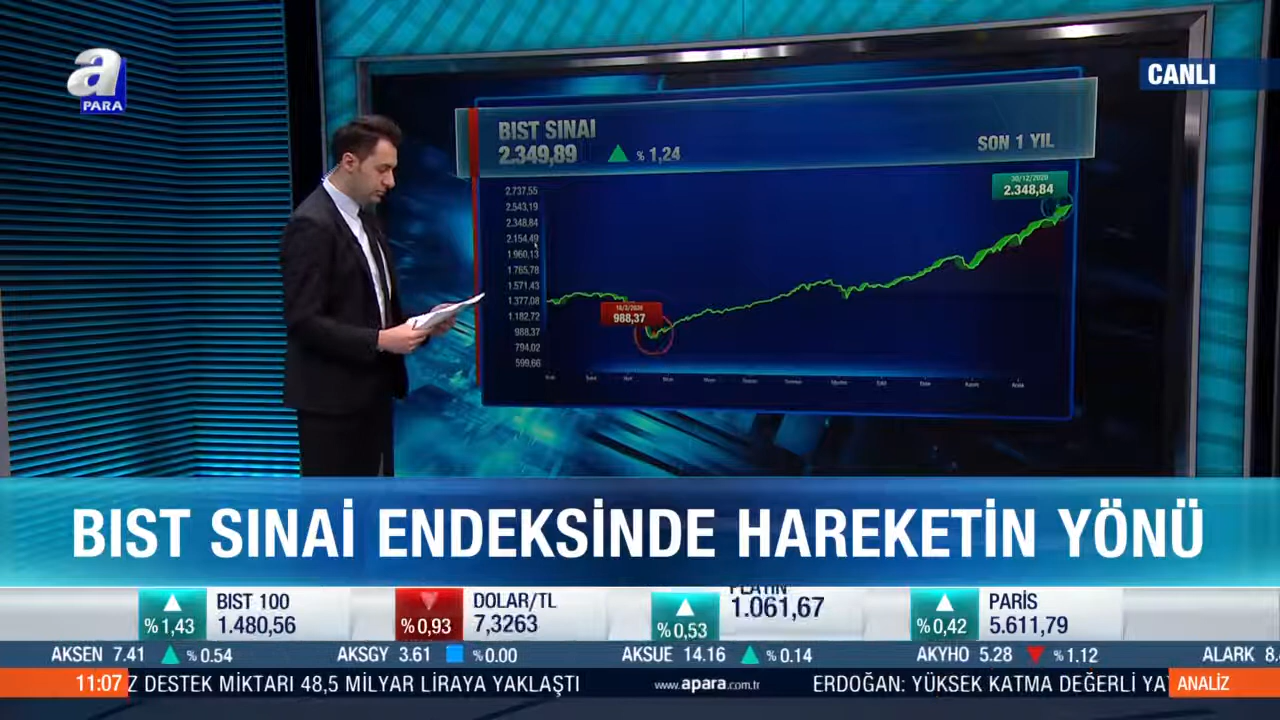 a
PARA
CANLI
BIST SINAI
2.349,89 % 1,24
SON 1 YIL
30/12/2020
2.348,84
2.737,55
2.543,19
2.348,84
2.154,49
1.960,13
1.765,78
1.571,43
1.377,08
1.182,72
988,37
794,02
599,66
988,37
BIST SINAİ ENDEKSİNDE HAREKETİN YÖNÜ
%1,43 BIST 100 1.480,56
%0,93 DOLAR/TL 7,3263
%0,53 PLATİN 1.061,67
%0,42 PARİS 5.611,79
AKSEN 7.41 %0.54 AKSGY 3.61 %0.00 AKSUE 14.16 %0.14 AKYHO 5.28 %1.12 ALARK 8.
11:07 Z DESTEK MİKTARI 48,5 MİLYAR LİRAYA YAKLAŞTI www.apara.com.tr ERDOĞAN: YÜKSEK KATMA DEĞERLİ YA ANALİZ